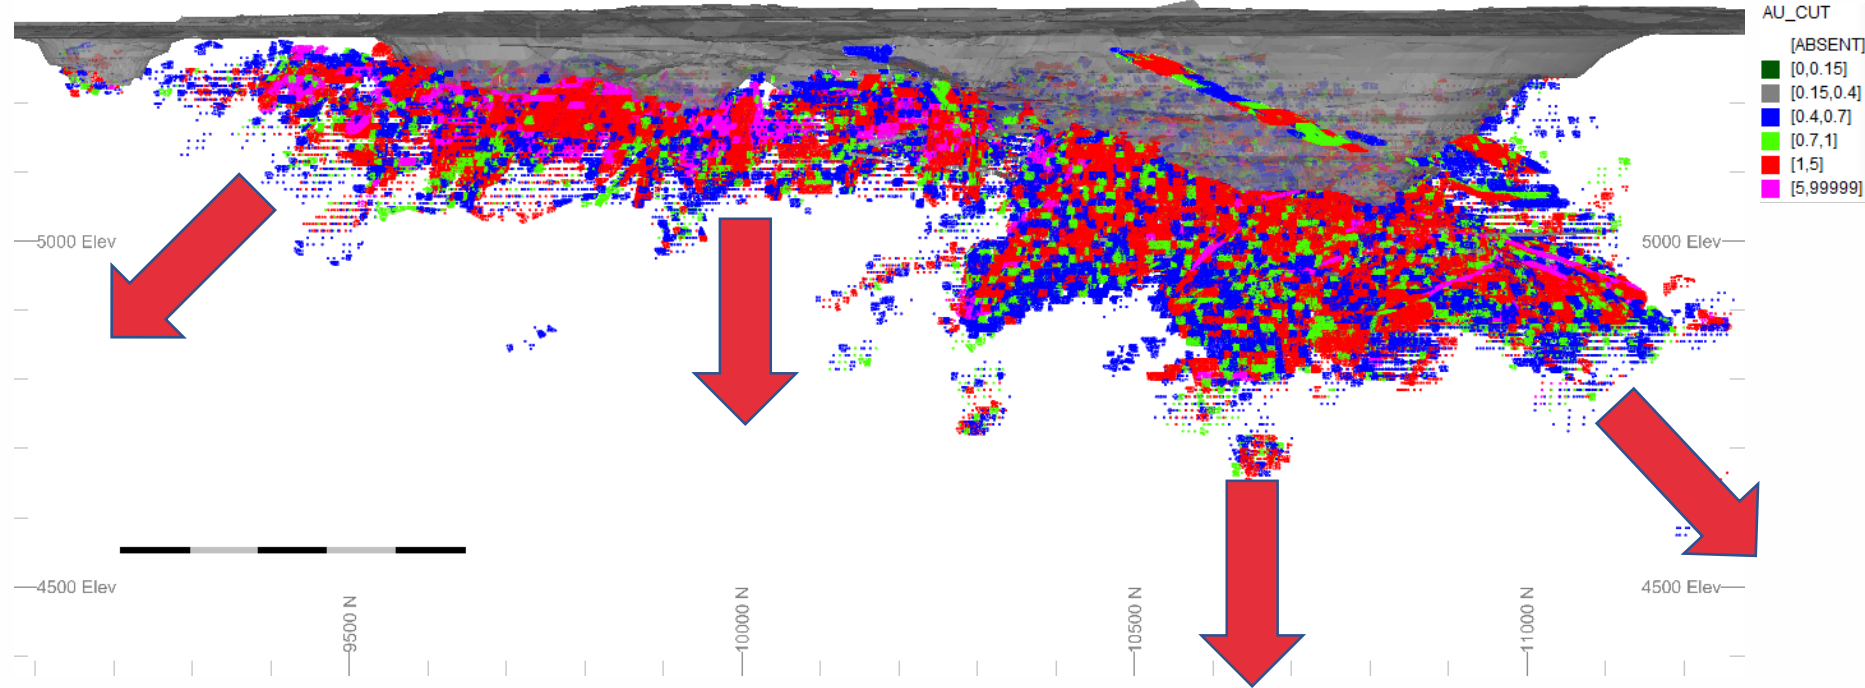 AU_CUT
[ABSENT]
[0,0.15]
[0.15,0.4]
[0.4,0.7]
[0.7,1]
[1,5]
[5,99999]
5000 Elev
5000 Elev
4500 Elev
4500 Elev
9500 N
10000 N
10500 N
11000 N